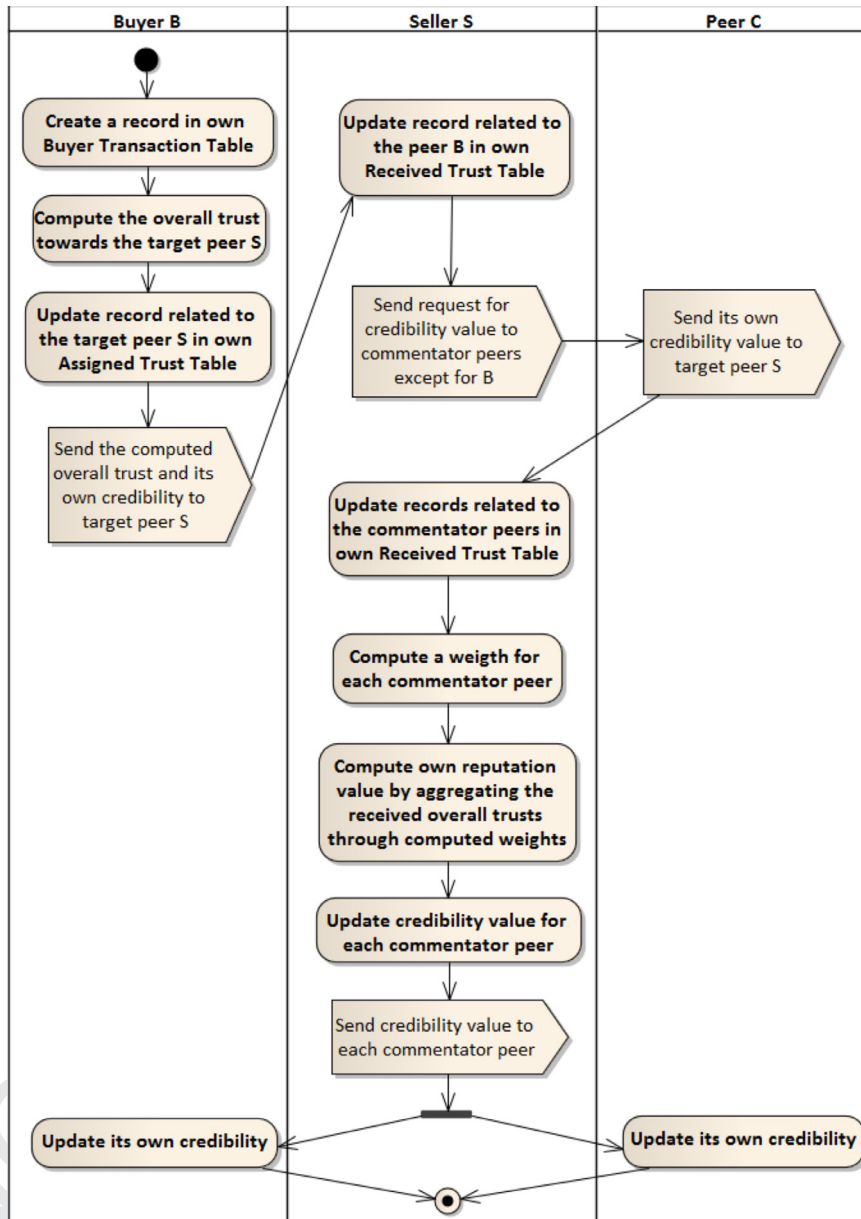 Buyer B
Seller S
Peer C
Create a record in own
Buyer Transaction Table
Compute the overall trust
towards the target peer S
Update record related to
the target peer S in own
Assigned Trust Table
Send the computed
overall trust and its
own credibility to
target peer S
Update record related to
the peer B in own
Received Trust Table
Send request for
credibility value to
commentator peers
except for B
Send its own
credibility value to
target peer S
Update records related to
the commentator peers in
own Received Trust Table
Compute a weigth for
each commentator peer
Compute own reputation
value by aggregating the
received overall trusts
through computed weights
Update credibility value for
each commentator peer
Send credibility value to
each commentator peer
Update its own credibility
Update its own credibility